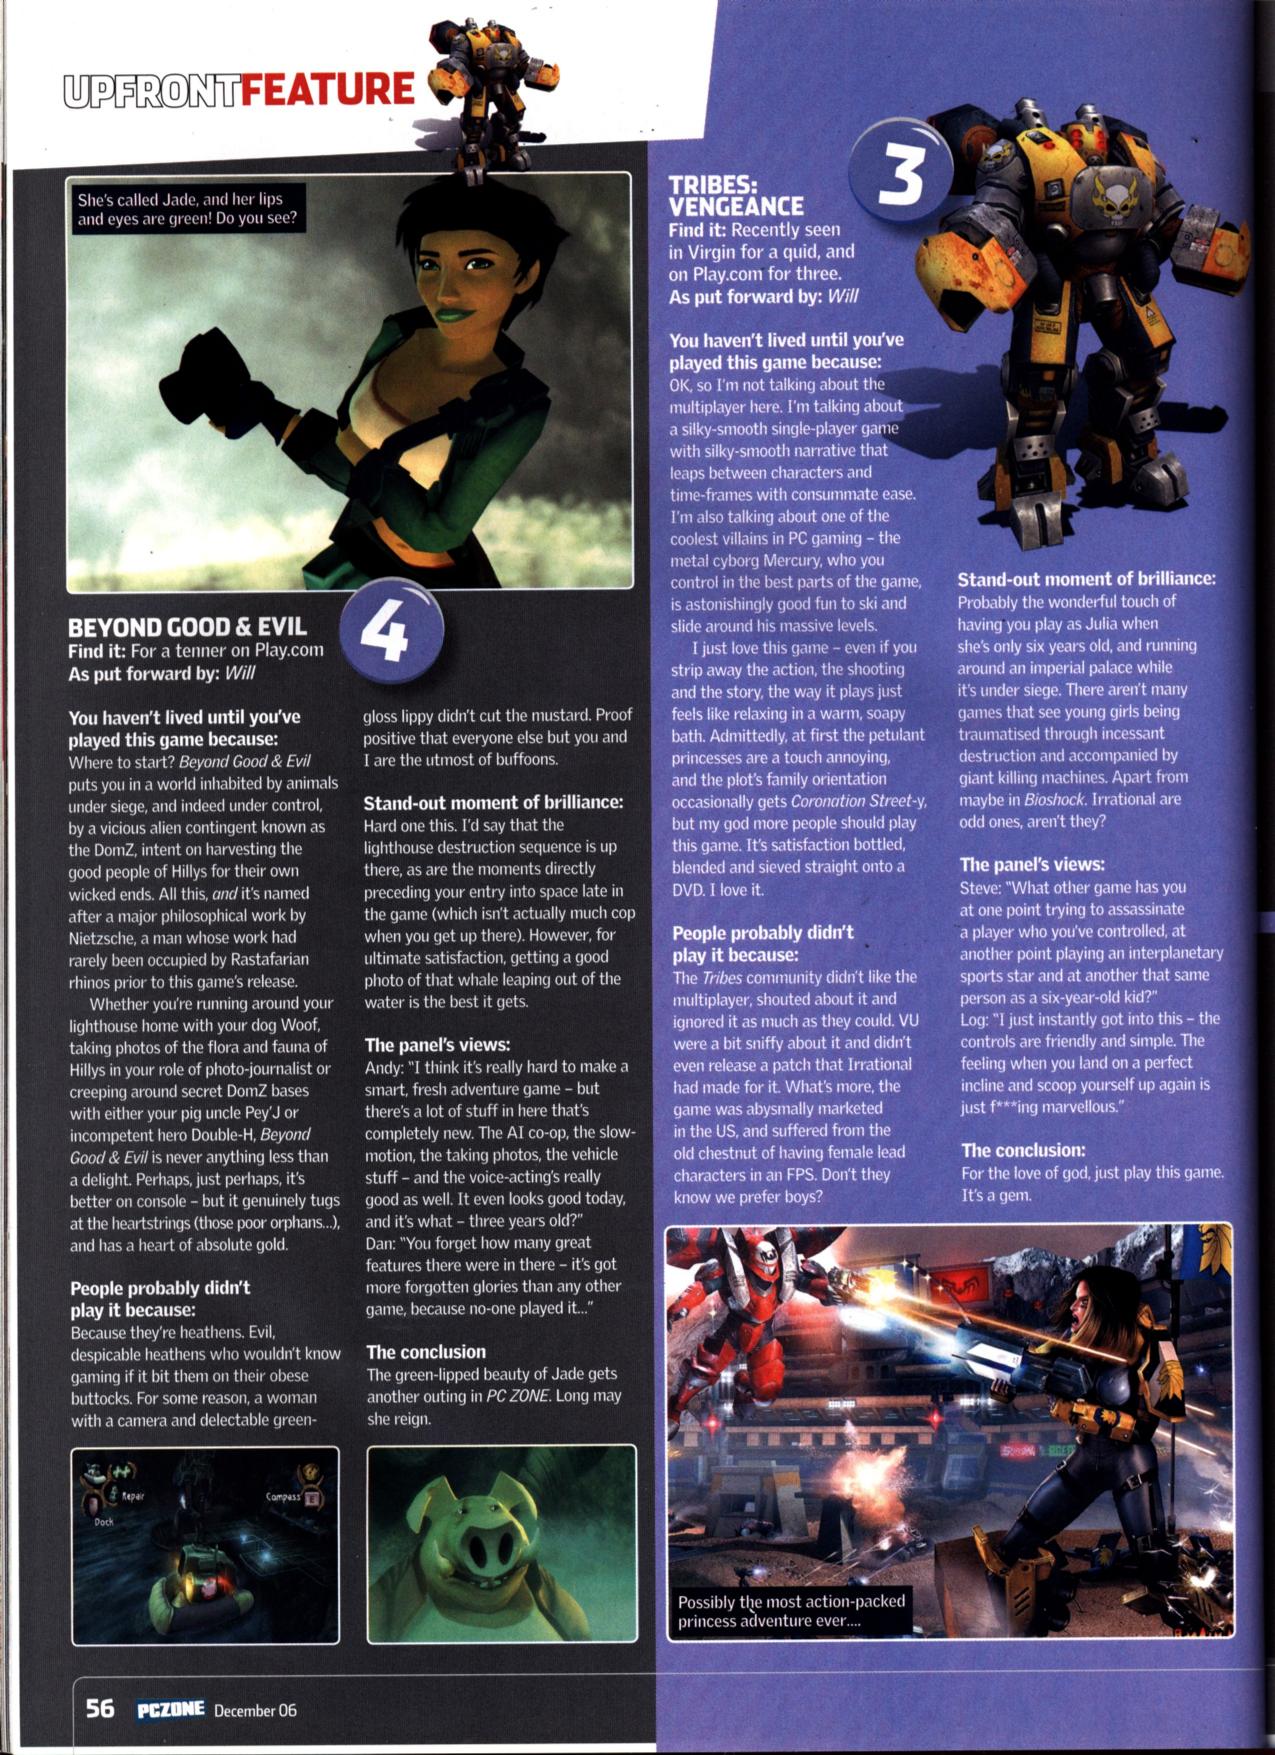 UPFRONTFEATURE
She's called Jade, and her lips
and eyes are green! Do you see?
4
BEYOND GOOD & EVIL
Find it: For a tenner on Play.com
As put forward by: Will
You haven't lived until you've
played this game because:
Where to start? Beyond Good & Evil
puts you in a world inhabited by animals
under siege, and indeed under control,
by a vicious alien contingent known as
the DomZ, intent on harvesting the
good people of Hillys for their own
wicked ends. All this, and it's named
after a major philosophical work by
Nietzsche, a man whose work had
rarely been occupied by Rastafarian
rhinos prior to this game's release.
Whether you're running around your
lighthouse home with your dog Woof,
taking photos of the flora and fauna of
Hillys in your role of photo-journalist or
creeping around secret DomZ bases
with either your pig uncle Pey'J or
incompetent hero Double-H, Beyond
Good & Evil is never anything less than
a delight. Perhaps, just perhaps, it's
better on console – but it genuinely tugs
at the heartstrings (those poor orphans...),
and has a heart of absolute gold.
People probably didn't
play it because:
Because they're heathens. Evil,
despicable heathens who wouldn't know
gaming if it bit them on their obese
buttocks. For some reason, a woman
with a camera and delectable green-
gloss lippy didn't cut the mustard. Proof
positive that everyone else but you and
I are the utmost of buffoons.
Stand-out moment of brilliance:
Hard one this. I'd say that the
lighthouse destruction sequence is up
there, as are the moments directly
preceding your entry into space late in
the game (which isn't actually much cop
when you get up there). However, for
ultimate satisfaction, getting a good
photo of that whale leaping out of the
water is the best it gets.
The panel's views:
Andy: "I think it's really hard to make a
smart, fresh adventure game – but
there's a lot of stuff in here that's
completely new. The AI co-op, the slow-
motion, the taking photos, the vehicle
stuff – and the voice-acting's really
good as well. It even looks good today,
and it's what – three years old?"
Dan: "You forget how many great
features there were in there – it's got
more forgotten glories than any other
game, because no-one played it..."
The conclusion
The green-lipped beauty of Jade gets
another outing in PC ZONE. Long may
she reign.
Repair
Compass
Dock
3
TRIBES:
VENGEANCE
Find it: Recently seen
in Virgin for a quid, and
on Play.com for three.
As put forward by: Will
You haven't lived until you've
played this game because:
OK, so I'm not talking about the
multiplayer here. I'm talking about
a silky-smooth single-player game
with silky-smooth narrative that
leaps between characters and
time-frames with consummate ease.
I'm also talking about one of the
coolest villains in PC gaming – the
metal cyborg Mercury, who you
control in the best parts of the game,
is astonishingly good fun to ski and
slide around his massive levels.
I just love this game – even if you
strip away the action, the shooting
and the story, the way it plays just
feels like relaxing in a warm, soapy
bath. Admittedly, at first the petulant
princesses are a touch annoying,
and the plot's family orientation
occasionally gets Coronation Street-y,
but my god more people should play
this game. It's satisfaction bottled,
blended and sieved straight onto a
DVD. I love it.
People probably didn't
play it because:
The Tribes community didn't like the
multiplayer, shouted about it and
ignored it as much as they could. VU
were a bit sniffy about it and didn't
even release a patch that Irrational
had made for it. What's more, the
game was abysmally marketed
in the US, and suffered from the
old chestnut of having female lead
characters in an FPS. Don't they
know we prefer boys?
Stand-out moment of brilliance:
Probably the wonderful touch of
having you play as Julia when
she's only six years old, and running
around an imperial palace while
it's under siege. There aren't many
games that see young girls being
traumatised through incessant
destruction and accompanied by
giant killing machines. Apart from
maybe in Bioshock. Irrational are
odd ones, aren't they?
The panel's views:
Steve: "What other game has you
at one point trying to assassinate
a player who you've controlled, at
another point playing an interplanetary
sports star and at another that same
person as a six-year-old kid?"
Log: "I just instantly got into this – the
controls are friendly and simple. The
feeling when you land on a perfect
incline and scoop yourself up again is
just f***ing marvellous."
The conclusion:
For the love of god, just play this game.
It's a gem.
Possibly the most action-packed
princess adventure ever....
56 PCZONE December 06